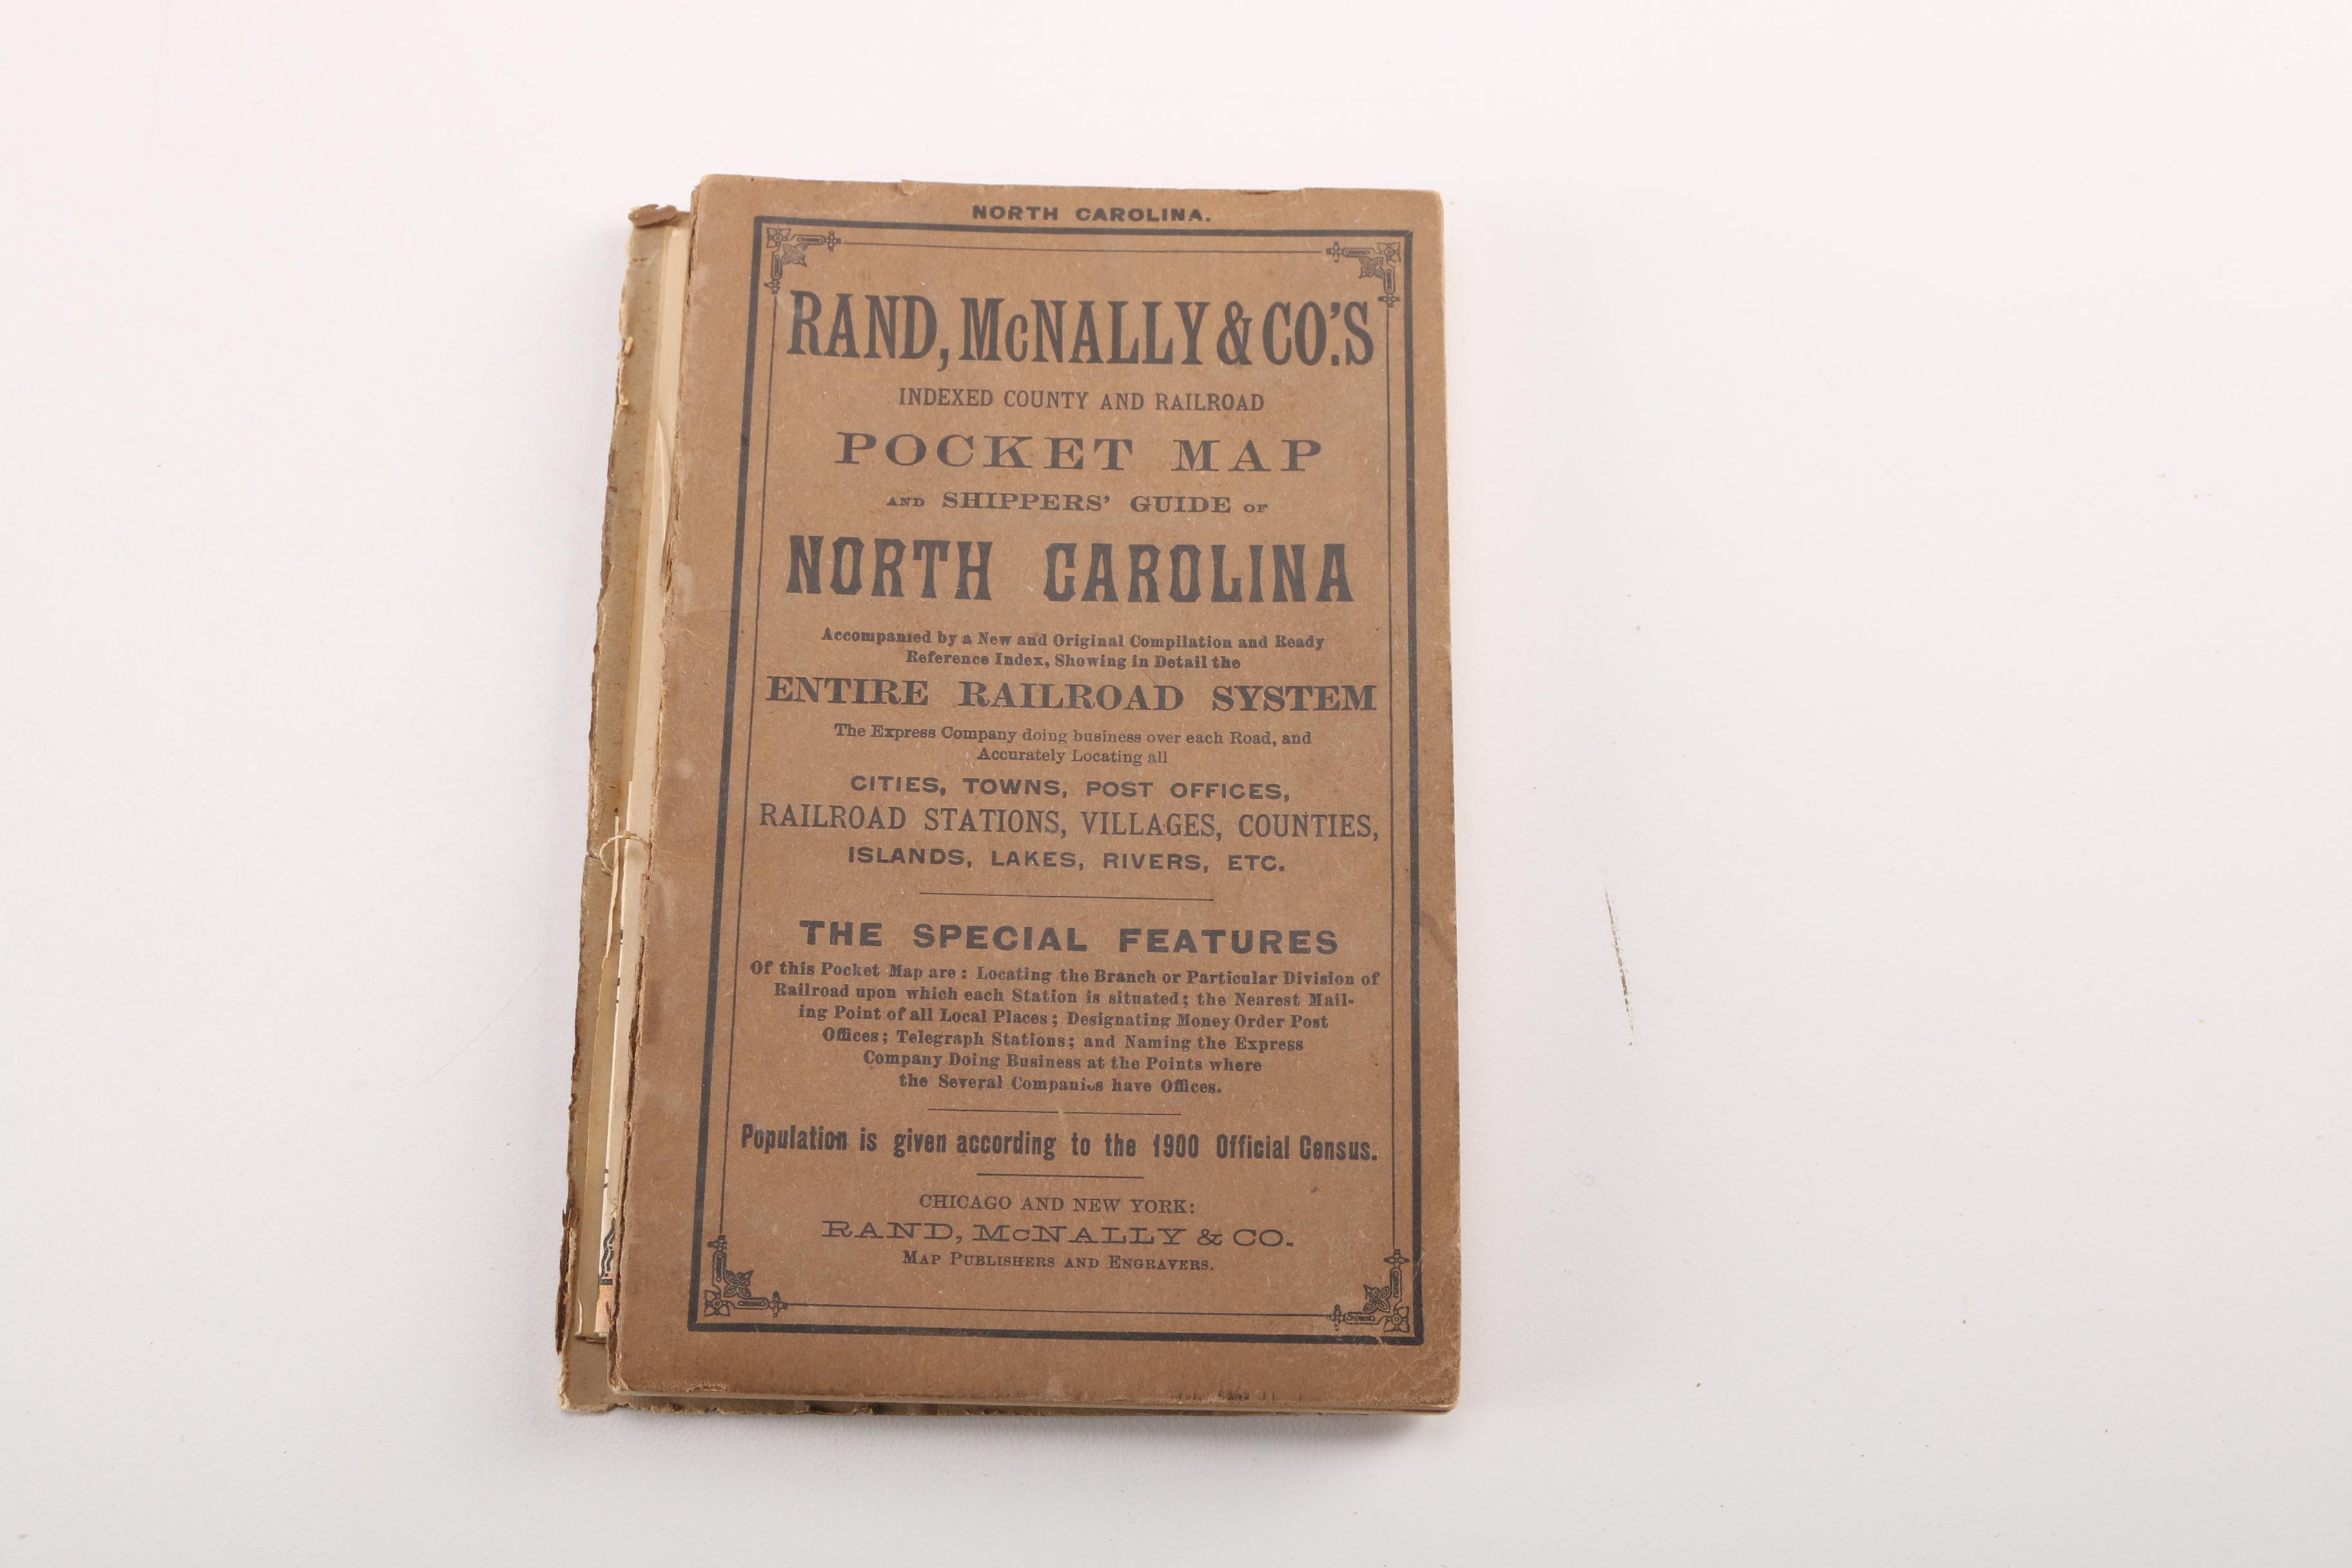 NORTH CAROLINA.
RAND, McNALLY & CO.'S
INDEXED COUNTY AND RAILROAD
POCKET MAP
AND SHIPPERS' GUIDE OF
NORTH CAROLINA
Accompanied by a New and Original Compilation and Ready
Reference Index, Showing in Detail the
ENTIRE RAILROAD SYSTEM
The Express Company doing business over each Road, and
Accurately Locating all
CITIES, TOWNS, POST OFFICES,
RAILROAD STATIONS, VILLAGES, COUNTIES,
ISLANDS, LAKES, RIVERS, ETC.
THE SPECIAL FEATURES
Of this Pocket Map are: Locating the Branch or Particular Division of
Railroad upon which each Station is situated; the Nearest Mail-
ing Point of all Local Places; Designating Money Order Post
Offices; Telegraph Stations; and Naming the Express
Company Doing Business at the Points where
the Several Companies have Offices.
Population is given according to the 1900 Official Census.
CHICAGO AND NEW YORK:
RAND, McNALLY & CO.
MAP PUBLISHERS AND ENGRAVERS.